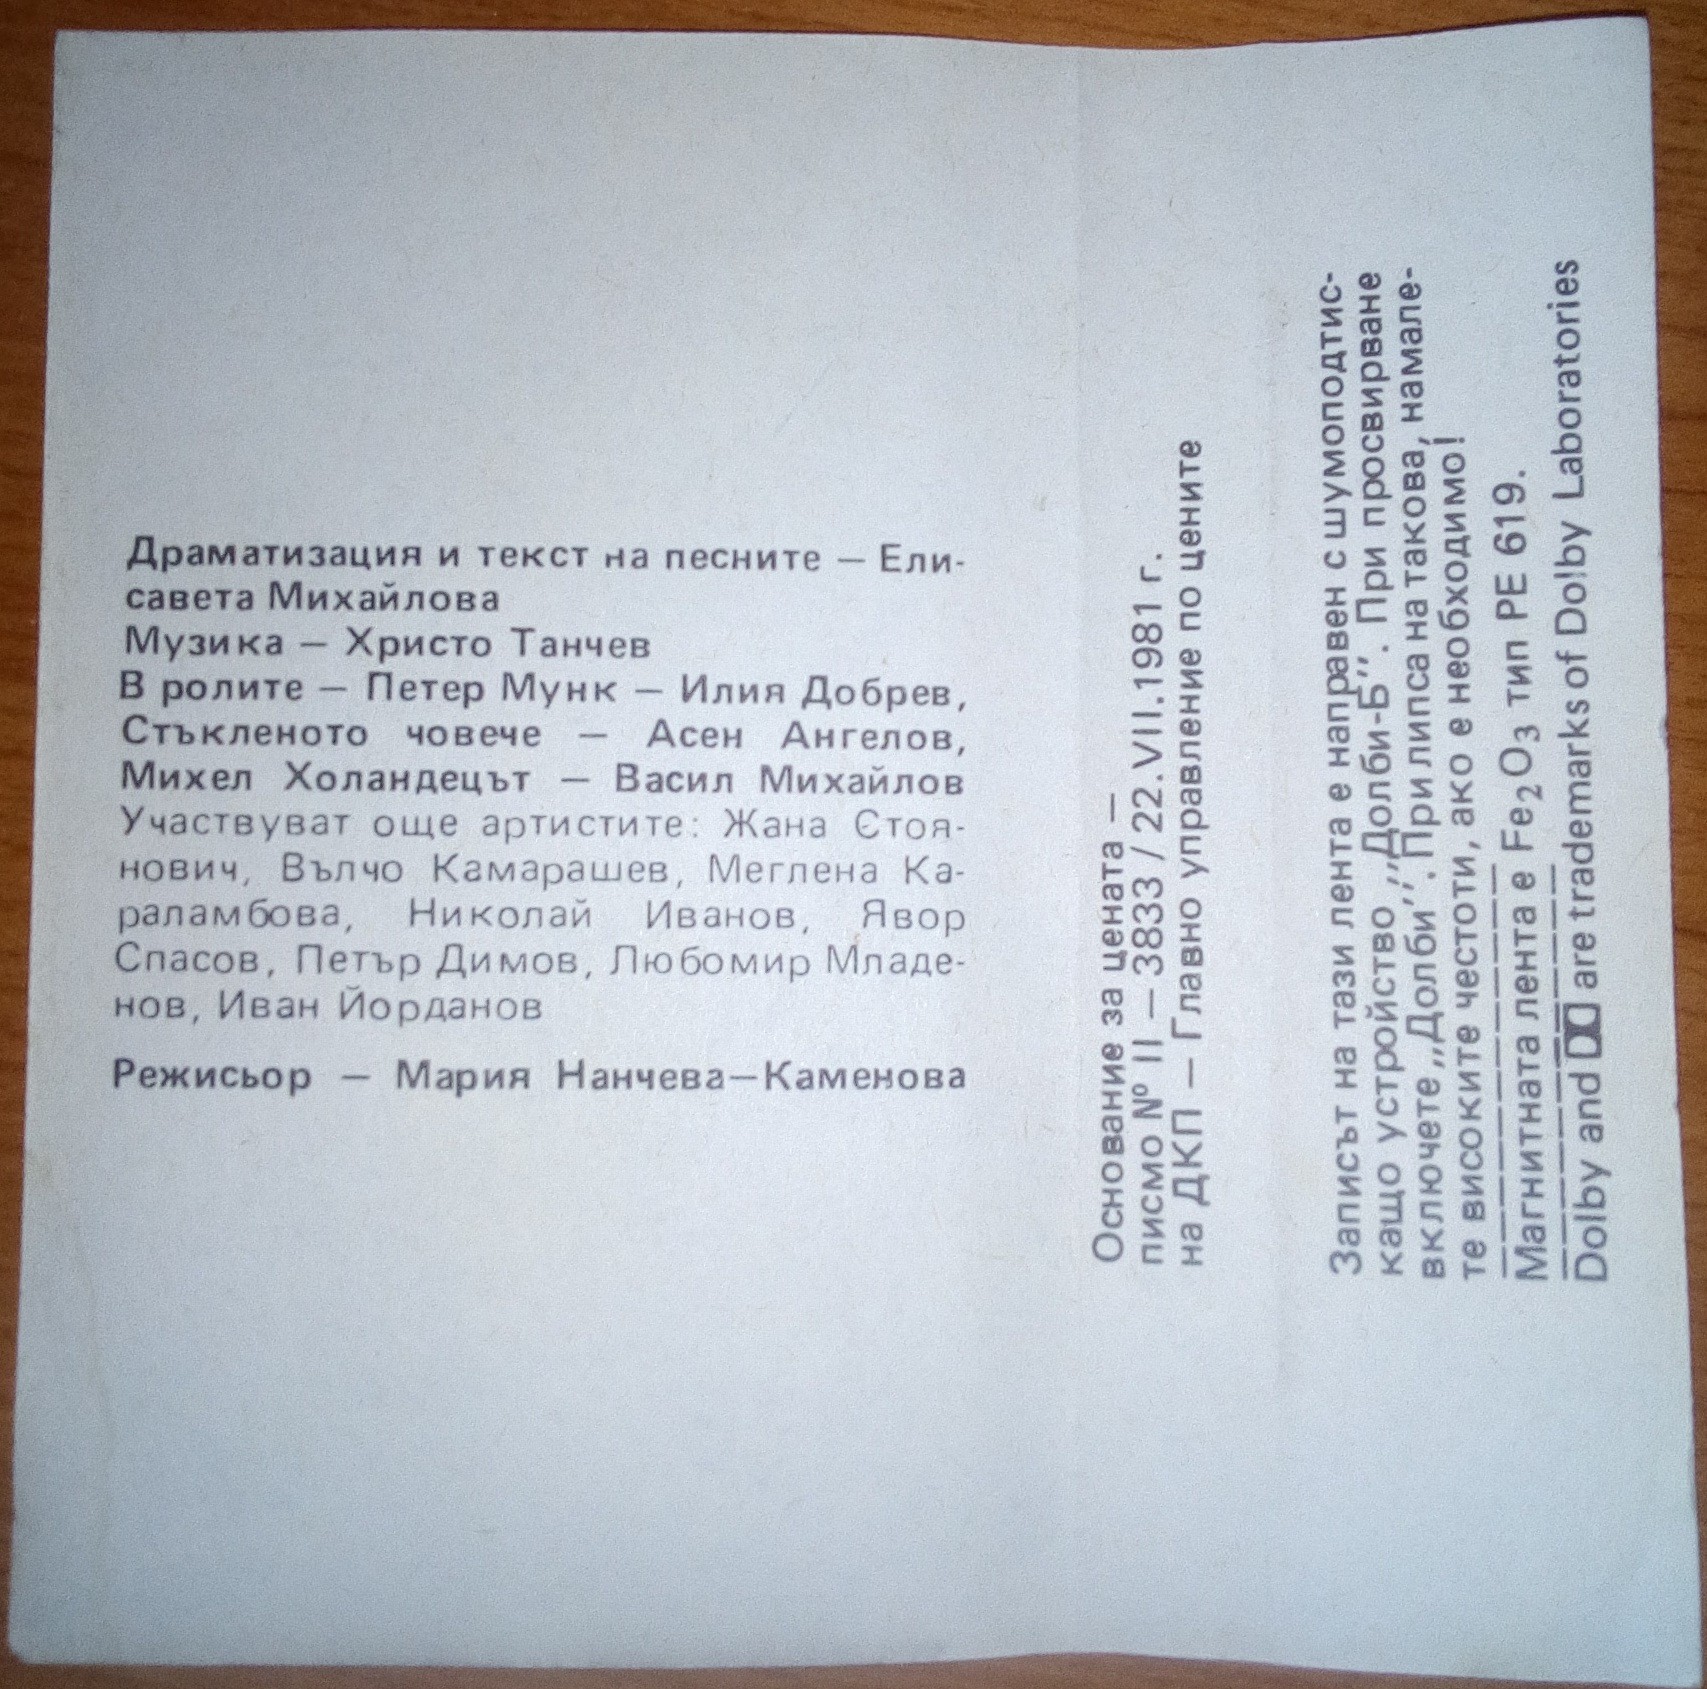 Драматизация и текст на песните — Ели-
савета Михайлова
Музика — Христо Танчев
В ролите — Петер Мунк — Илия Добрев,
Стъкленото човече — Асен Ангелов,
Михел Холандецът — Васил Михайлов
Участвуват още артистите: Жана Стоя-
нович, Вълчо Камарашев, Меглена Ка-
раламбова, Николай Иванов, Явор
Спасов, Петър Димов, Любомир Младе-
нов, Иван Йорданов
Режисьор — Мария Нанчева—Каменова
Основание за цената —
писмо № II — 3833 / 22.VII.1981 г.
на ДКП — Главно управление по цените
Записът на тази лента е направен с шумоподтис-
кащо устройство „Долби-Б”. При просвирване
включете „Долби”. При липса на такова, намале-
те високите честоти, ако е необходимо!
Магнитната лента е Fe₂O₃ тип PE 619.
Dolby and are trademarks of Dolby Laboratories